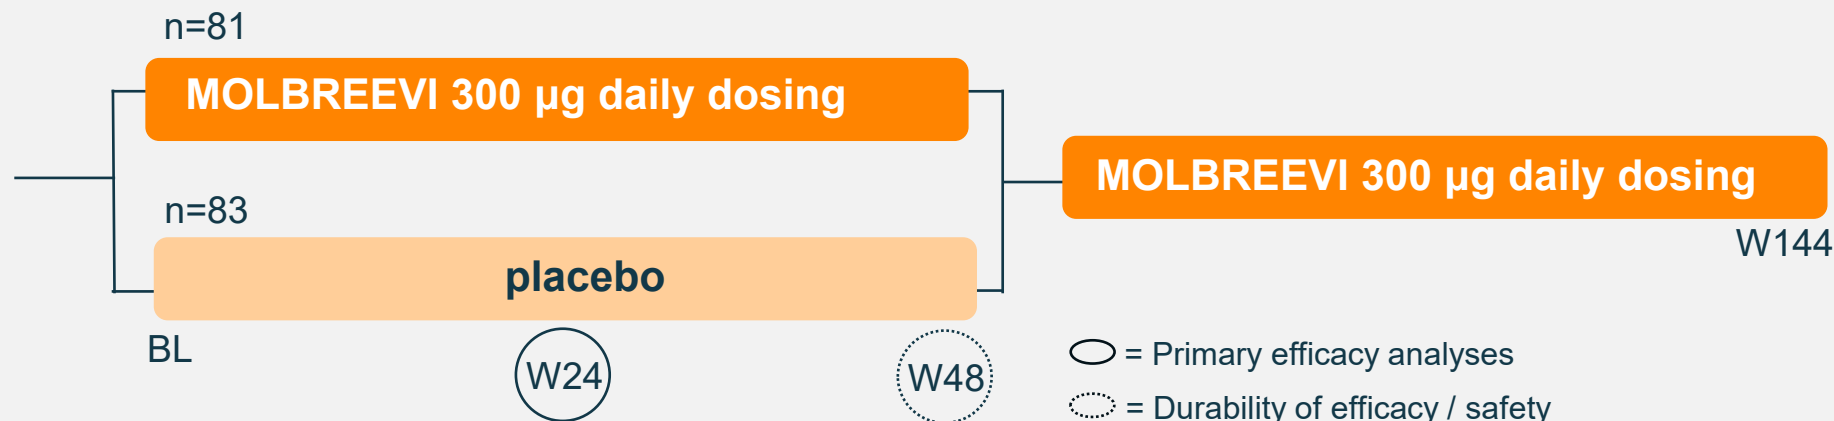 n=81
MOLBREEVI 300 µg daily dosing
n=83
placebo
MOLBREEVI 300 µg daily dosing
W144
BL
W24
W48
= Primary efficacy analyses
= Durability of efficacy / safety